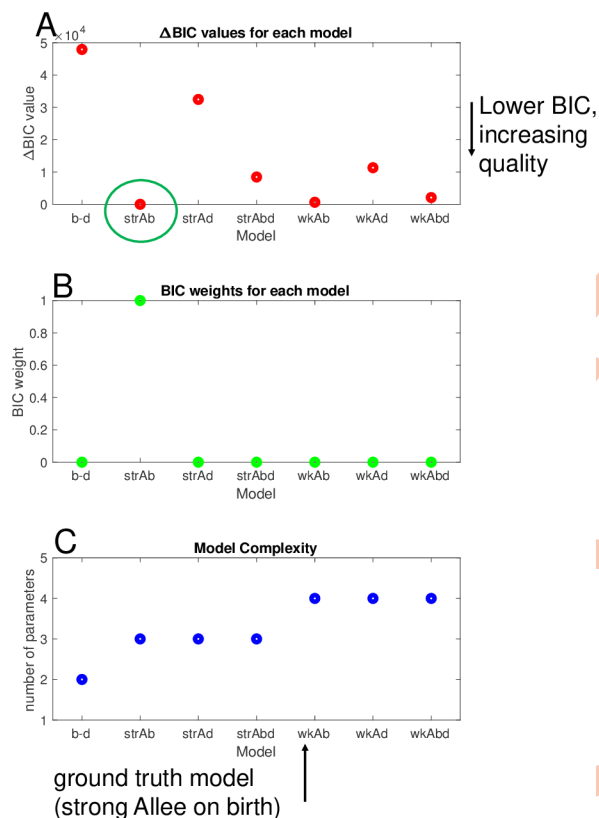 A
×10⁴
ΔBIC values for each model
5
4
3
2
1
0
ΔBIC value
b-d strAb strAd strAbd wkAb wkAd wkAbd
Model
Lower BIC,
increasing
quality
B
BIC weights for each model
1
0.8
0.6
0.4
0.2
0
BIC weight
b-d strAb strAd strAbd wkAb wkAd wkAbd
Model
C
Model Complexity
5
4
3
2
1
number of parameters
b-d strAb strAd strAbd wkAb wkAd wkAbd
Model
ground truth model
(strong Allee on birth)